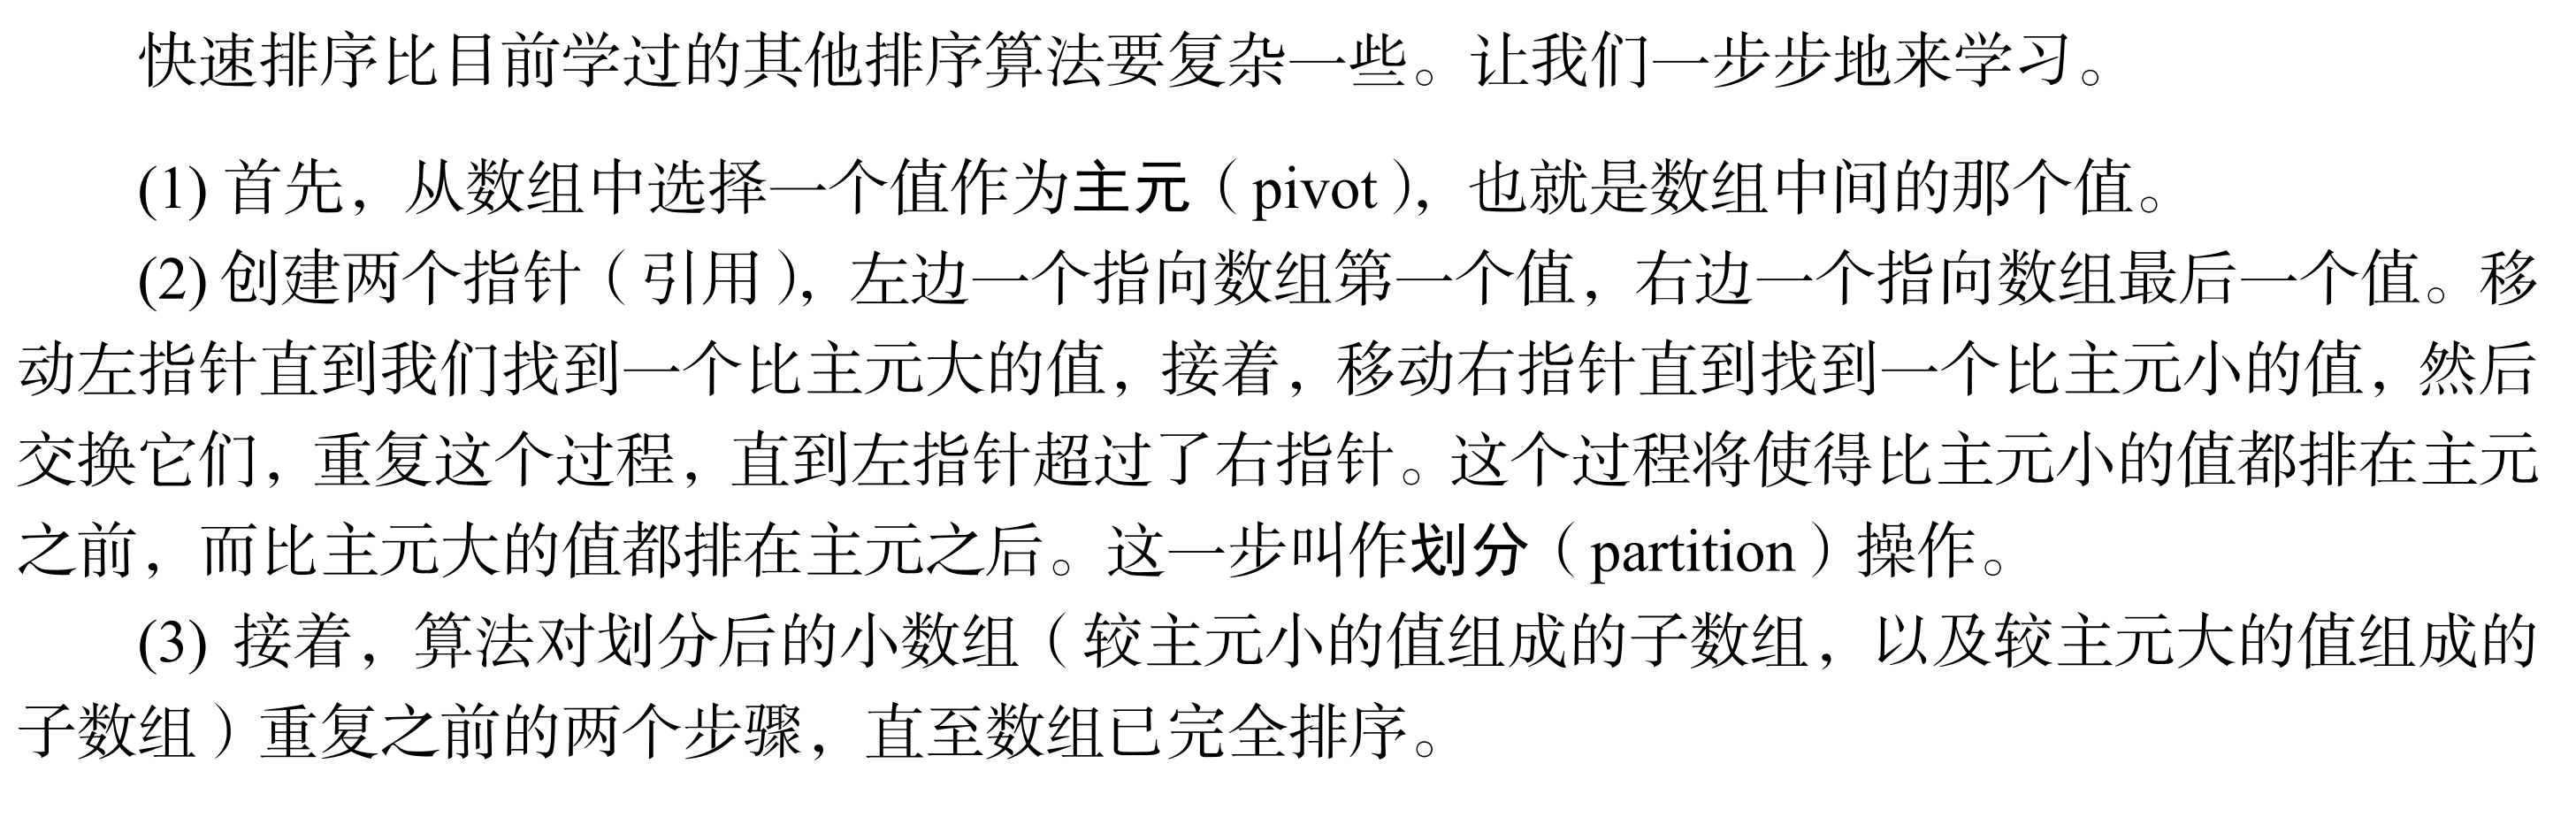 快速排序比目前学过的其他排序算法要复杂一些。让我们一步步地来学习。
(1) 首先，从数组中选择一个值作为主元（pivot），也就是数组中间的那个值。
(2) 创建两个指针（引用），左边一个指向数组第一个值，右边一个指向数组最后一个值。移
动左指针直到我们找到一个比主元大的值，接着，移动右指针直到找到一个比主元小的值，然后
交换它们，重复这个过程，直到左指针超过了右指针。这个过程将使得比主元小的值都排在主元
之前，而比主元大的值都排在主元之后。这一步叫作划分（partition）操作。
(3) 接着，算法对划分后的小数组（较主元小的值组成的子数组，以及较主元大的值组成的
子数组）重复之前的两个步骤，直至数组已完全排序。